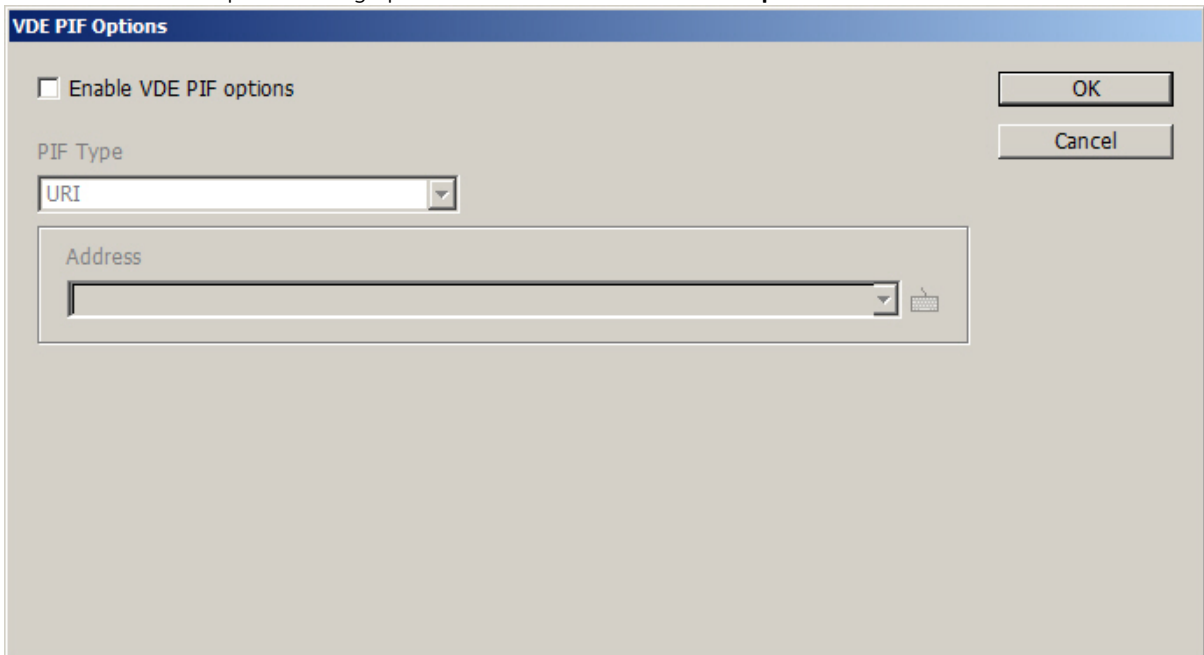 VDE PIF Options
Enable VDE PIF options
OK
Cancel
PIF Type
URI
Address